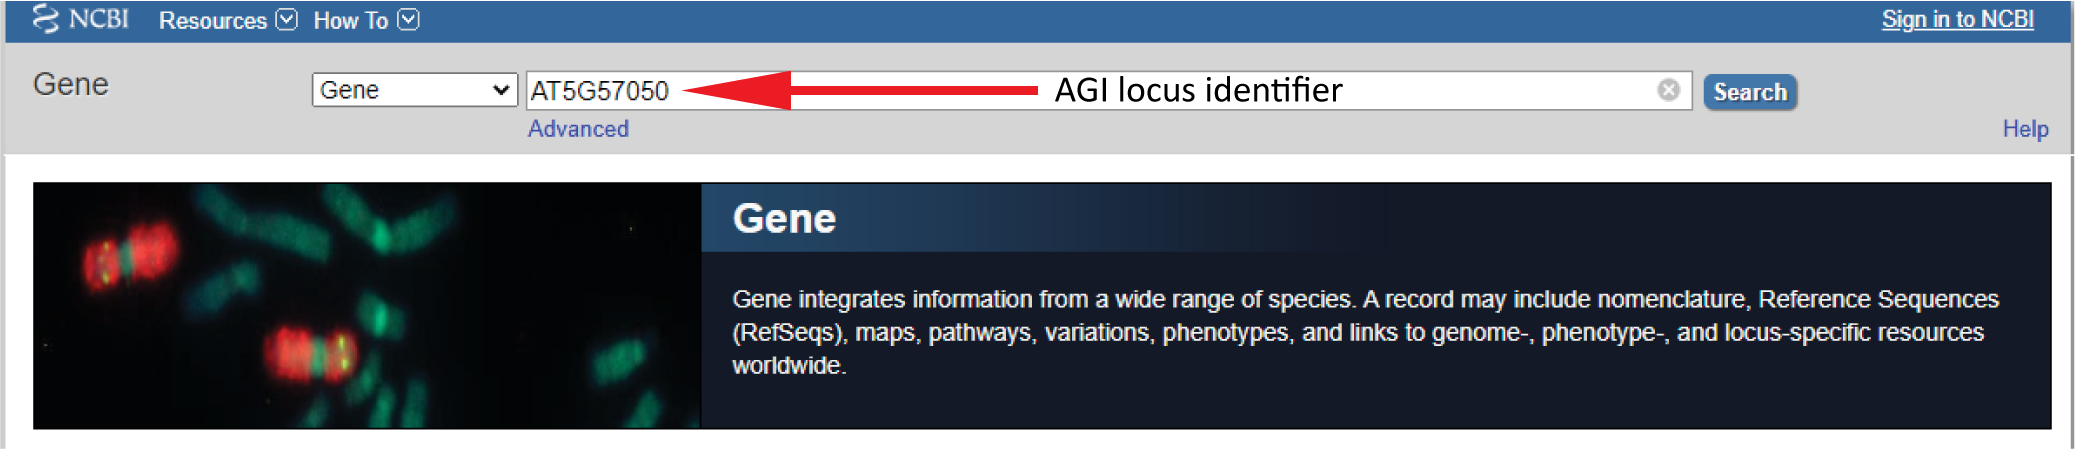 NCBI Resources How To Sign in to NCBI
Gene Gene AT5G57050 AGI locus identifier Search
Advanced Help
Gene
Gene integrates information from a wide range of species. A record may include nomenclature, Reference Sequences
(RefSeqs), maps, pathways, variations, phenotypes, and links to genome-, phenotype-, and locus-specific resources
worldwide.